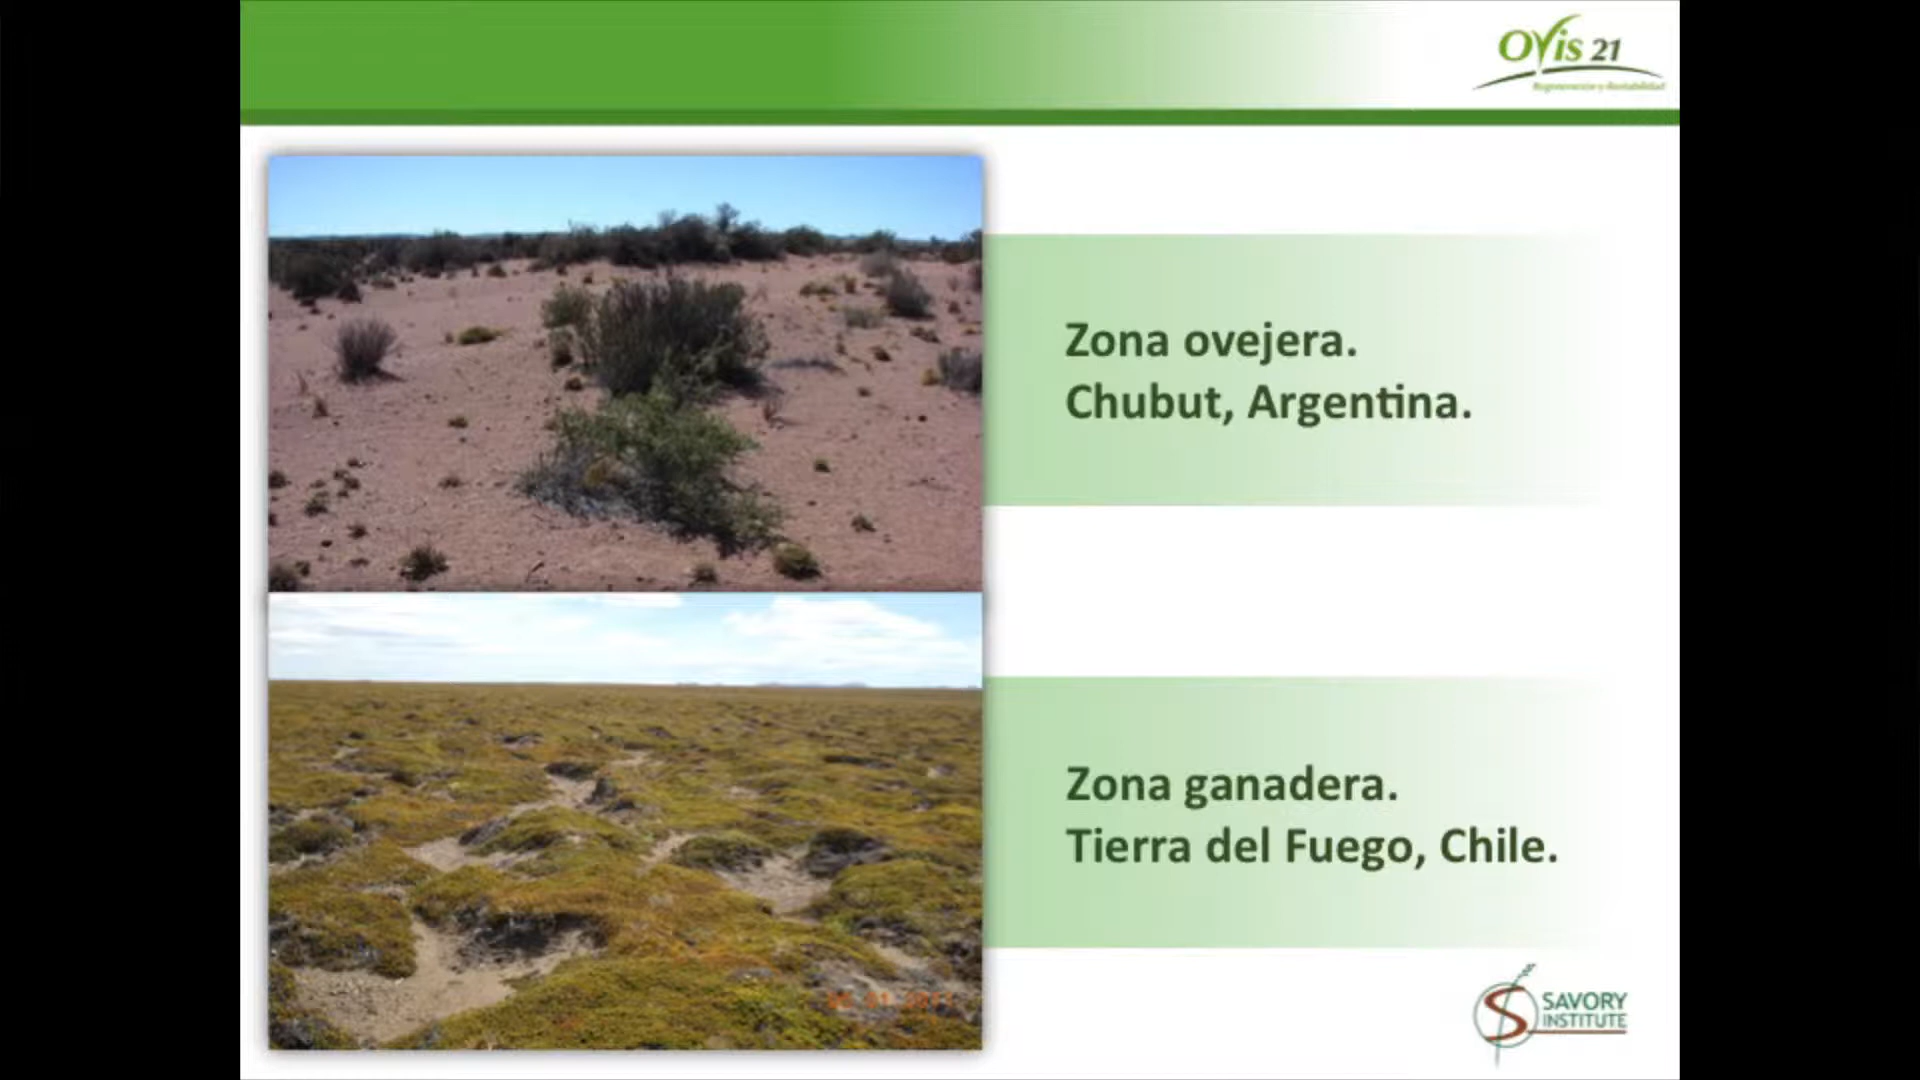 OVis 21
Regeneración y Rentabilidad
Zona ovejera.
Chubut, Argentina.
Zona ganadera.
Tierra del Fuego, Chile.
SAVORY
INSTITUTE